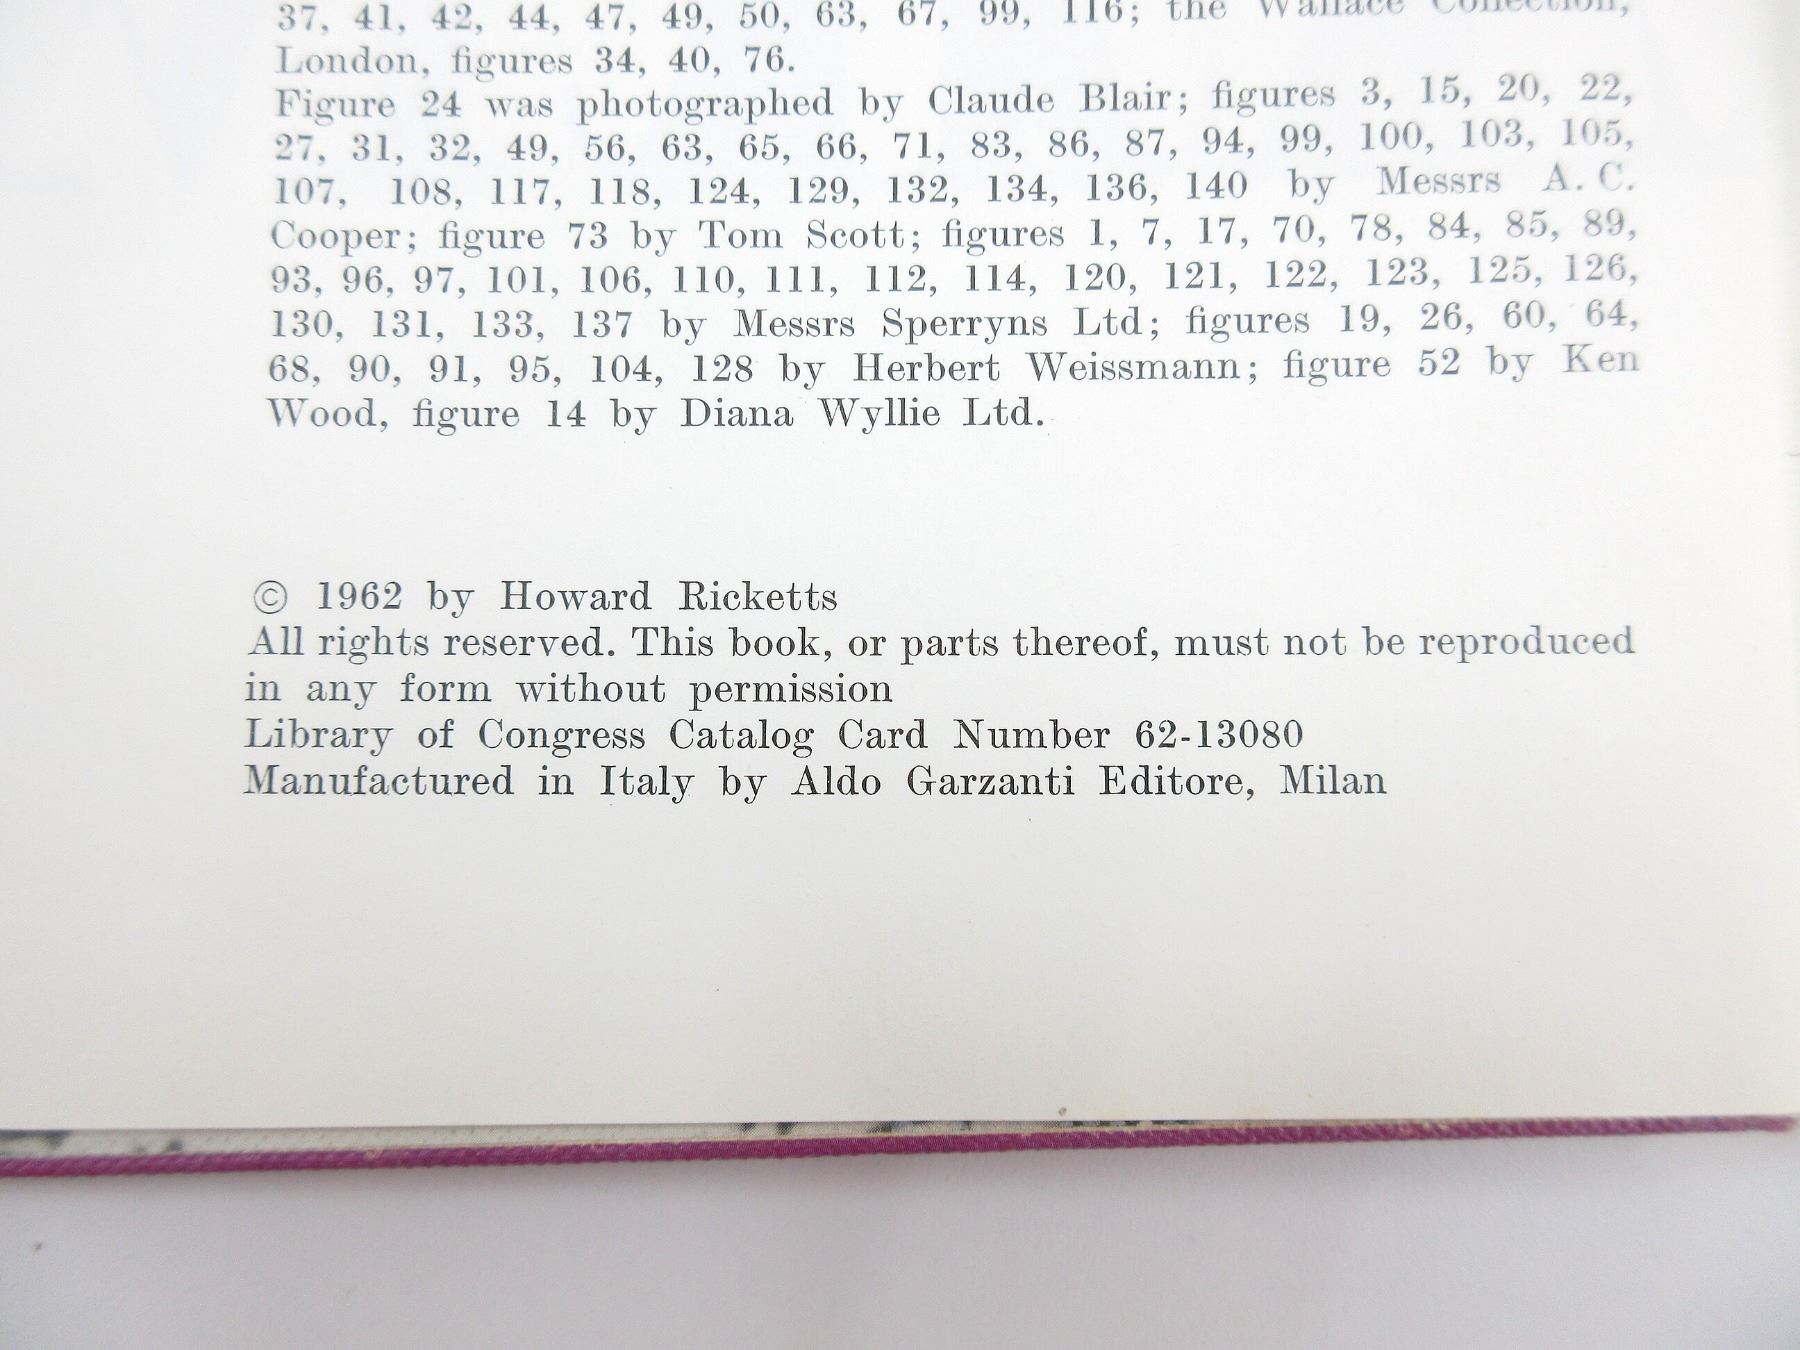 37, 41, 42, 44, 47, 49, 50, 63, 67, 99, 116; the Wallace Collection,
London, figures 34, 40, 76.
Figure 24 was photographed by Claude Blair; figures 3, 15, 20, 22,
27, 31, 32, 49, 56, 63, 65, 66, 71, 83, 86, 87, 94, 99, 100, 103, 105,
107, 108, 117, 118, 124, 129, 132, 134, 136, 140 by Messrs A. C.
Cooper; figure 73 by Tom Scott; figures 1, 7, 17, 70, 78, 84, 85, 89,
93, 96, 97, 101, 106, 110, 111, 112, 114, 120, 121, 122, 123, 125, 126,
130, 131, 133, 137 by Messrs Sperryns Ltd; figures 19, 26, 60, 64,
68, 90, 91, 95, 104, 128 by Herbert Weissmann; figure 52 by Ken
Wood, figure 14 by Diana Wyllie Ltd.
© 1962 by Howard Ricketts
All rights reserved. This book, or parts thereof, must not be reproduced
in any form without permission
Library of Congress Catalog Card Number 62-13080
Manufactured in Italy by Aldo Garzanti Editore, Milan